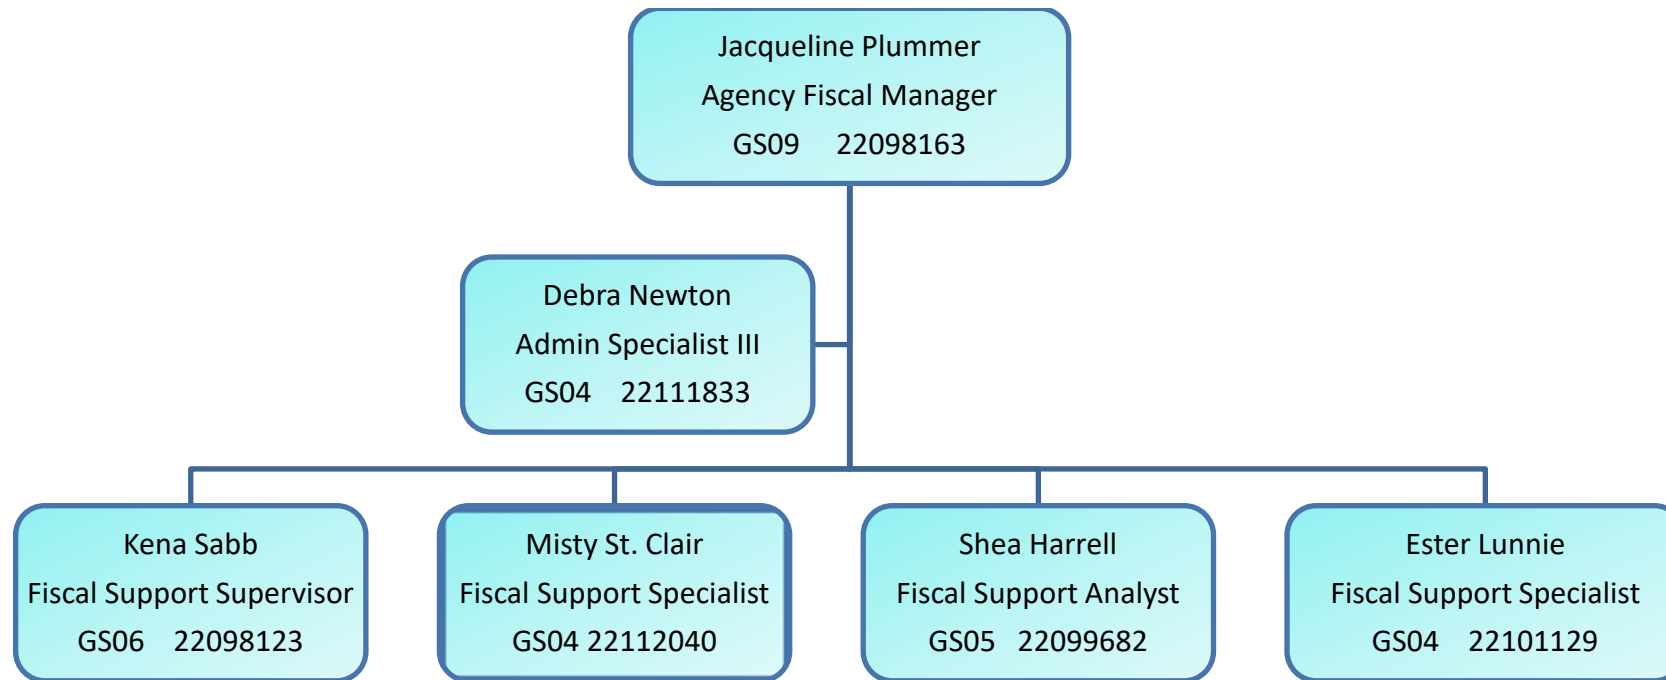 Jacqueline Plummer
Agency Fiscal Manager
GS09 22098163
Debra Newton
Admin Specialist III
GS04 22111833
Kena Sabb
Fiscal Support Supervisor
GS06 22098123
Misty St. Clair
Fiscal Support Specialist
GS04 22112040
Shea Harrell
Fiscal Support Analyst
GS05 22099682
Ester Lunnie
Fiscal Support Specialist
GS04 22101129